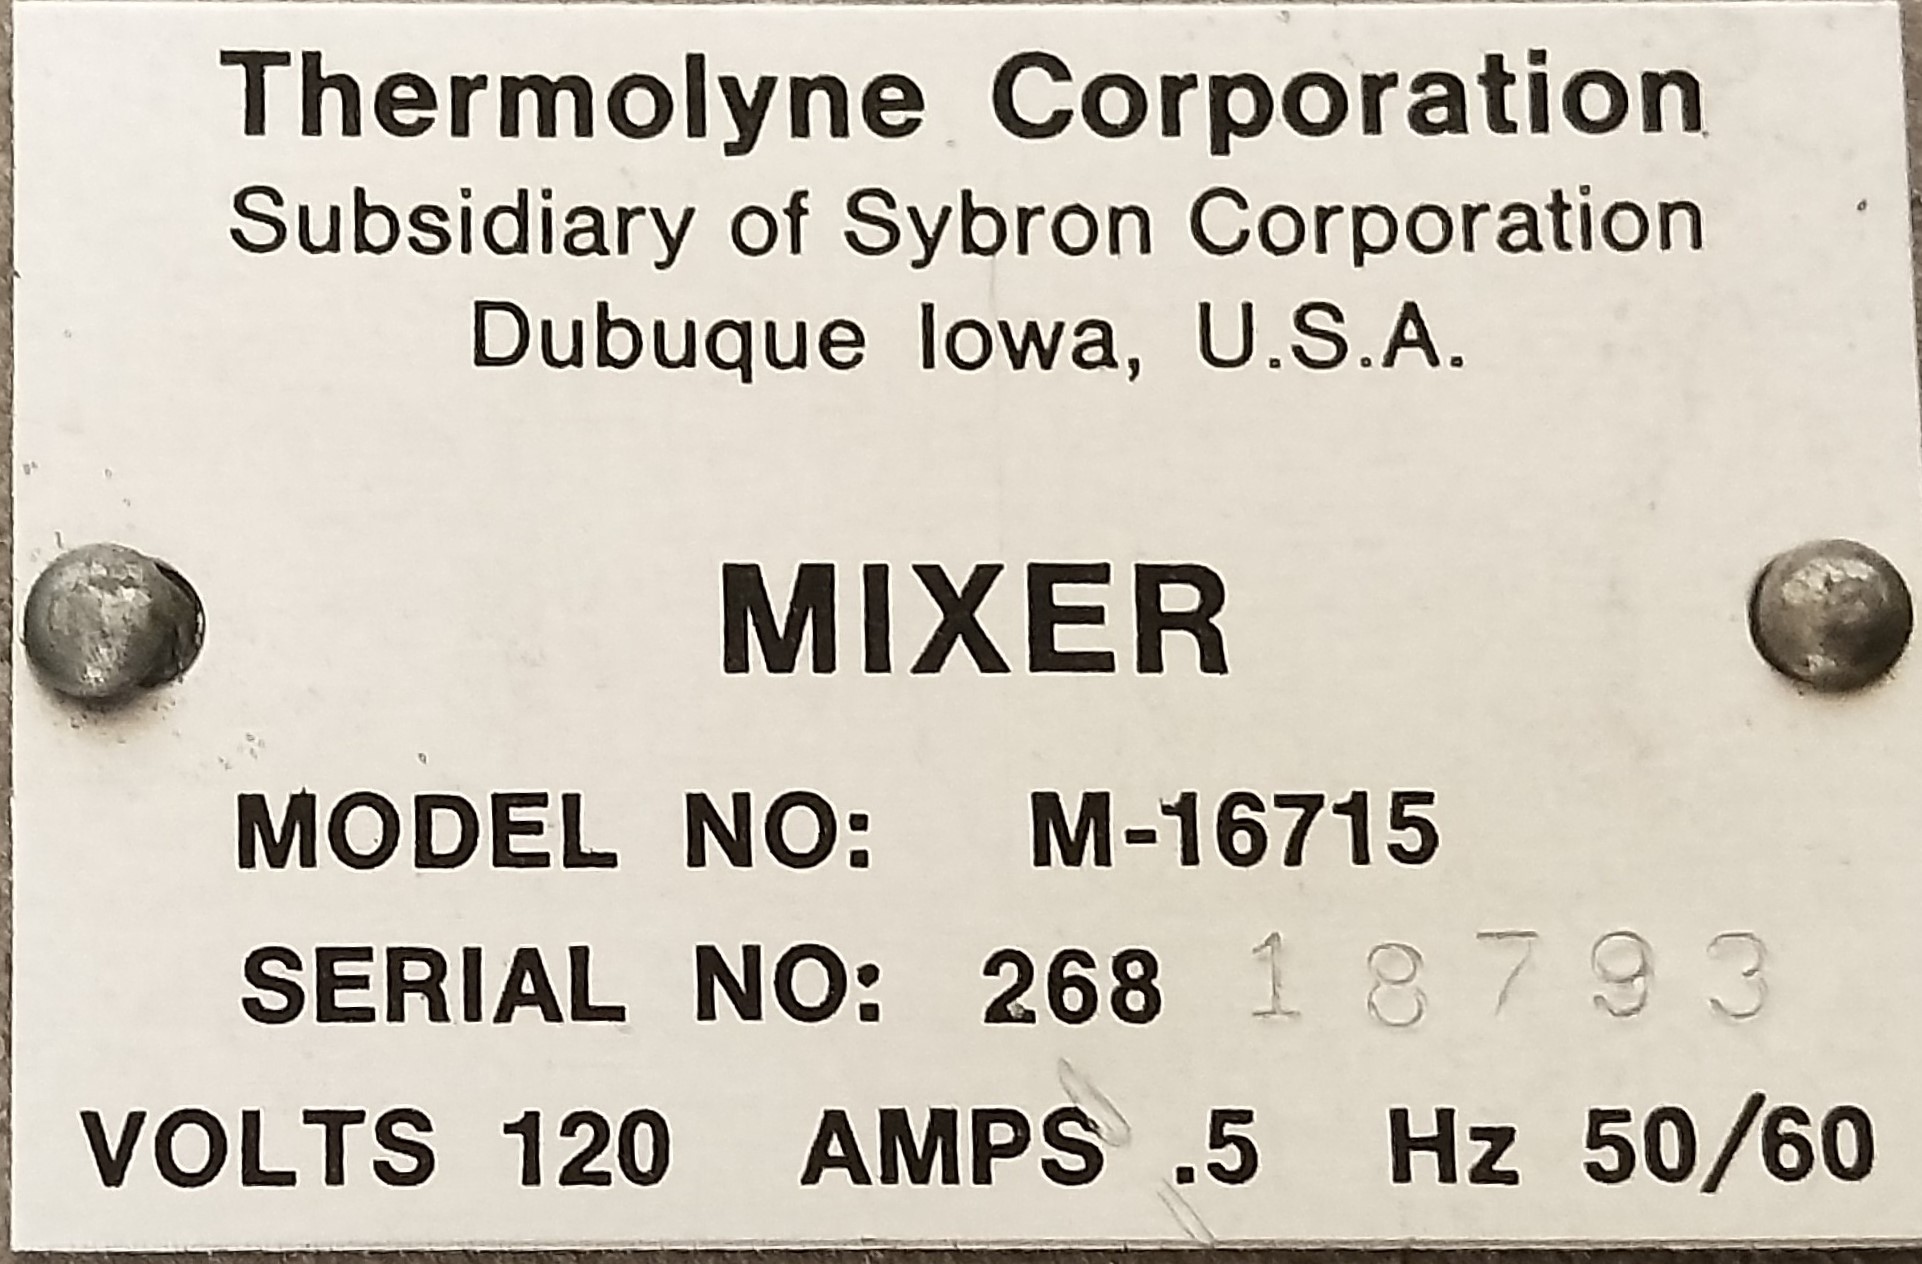 Thermolyne Corporation
Subsidiary of Sybron Corporation
Dubuque Iowa, U.S.A.
MIXER
MODEL NO: M-16715
SERIAL NO: 268 18793
VOLTS 120 AMPS .5 Hz 50/60